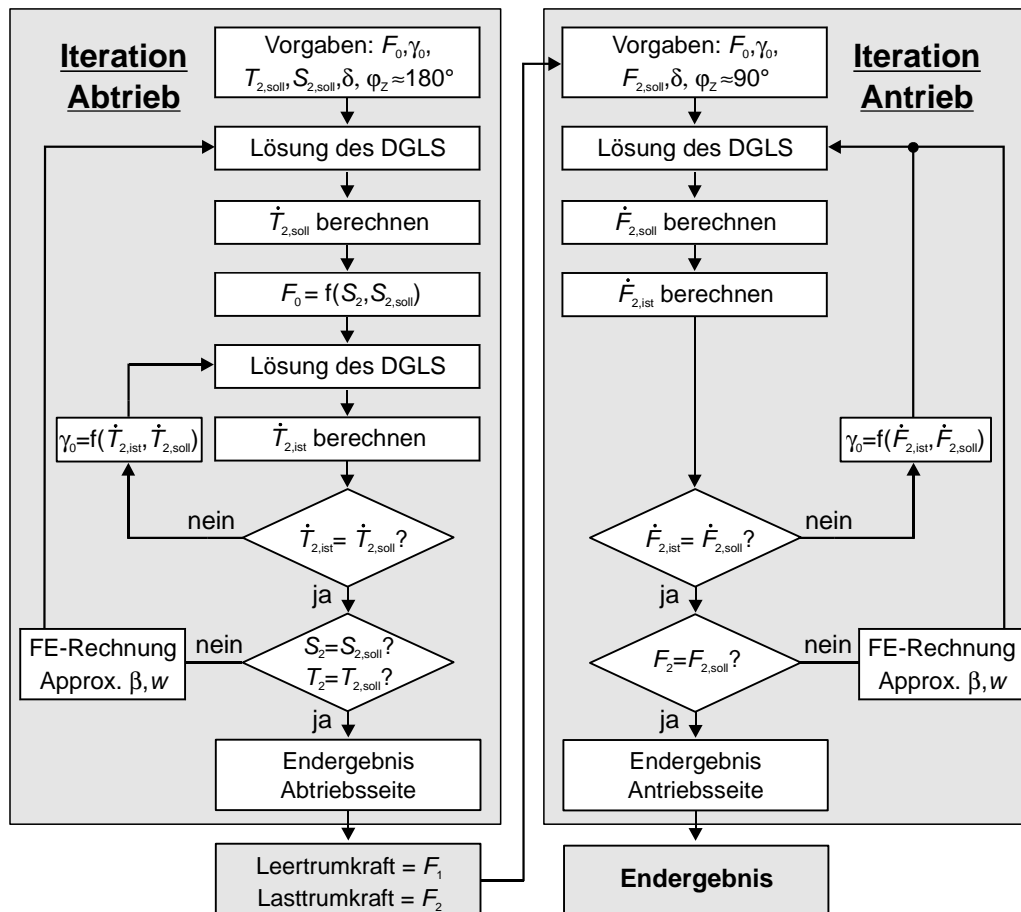 Iteration
Abtrieb
Vorgaben: F₀,γ₀,
T₂,soll,S₂,soll,δ, φ_Z≈180°
Lösung des DGLS
Ṫ₂,soll berechnen
F₀ = f(S₂,S₂,soll)
Lösung des DGLS
γ₀=f(Ṫ₂,ist,Ṫ₂,soll)
Ṫ₂,ist berechnen
nein
Ṫ₂,ist= Ṫ₂,soll?
ja
FE-Rechnung
Approx. β,w
nein
S₂=S₂,soll?
T₂=T₂,soll?
ja
Endergebnis
Abtriebsseite
Leertrumkraft = F₁
Lasttrumkraft = F₂
Iteration
Antrieb
Vorgaben: F₀,γ₀,
F₂,soll,δ, φ_Z≈90°
Lösung des DGLS
Ḟ₂,soll berechnen
Ḟ₂,ist berechnen
γ₀=f(Ḟ₂,ist,Ḟ₂,soll)
Ḟ₂,ist= Ḟ₂,soll?
nein
ja
F₂=F₂,soll?
nein
FE-Rechnung
Approx. β,w
ja
Endergebnis
Antriebsseite
Endergebnis